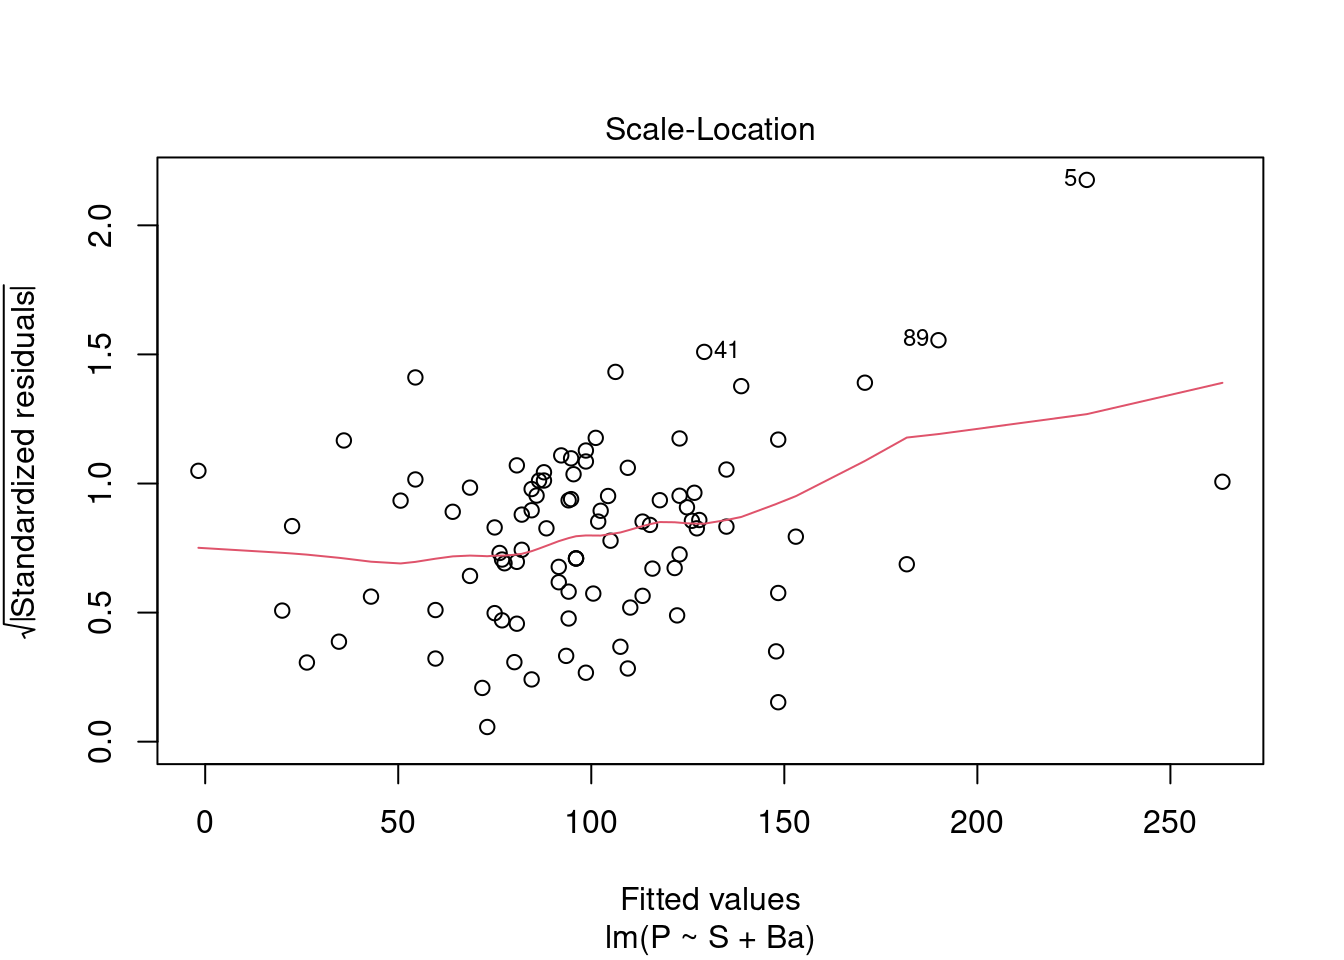 Scale-Location
√|Standardized residuals|
2.0
1.5
1.0
0.5
0.0
5
89
41
0 50 100 150 200 250
Fitted values
lm(P ~ S + Ba)